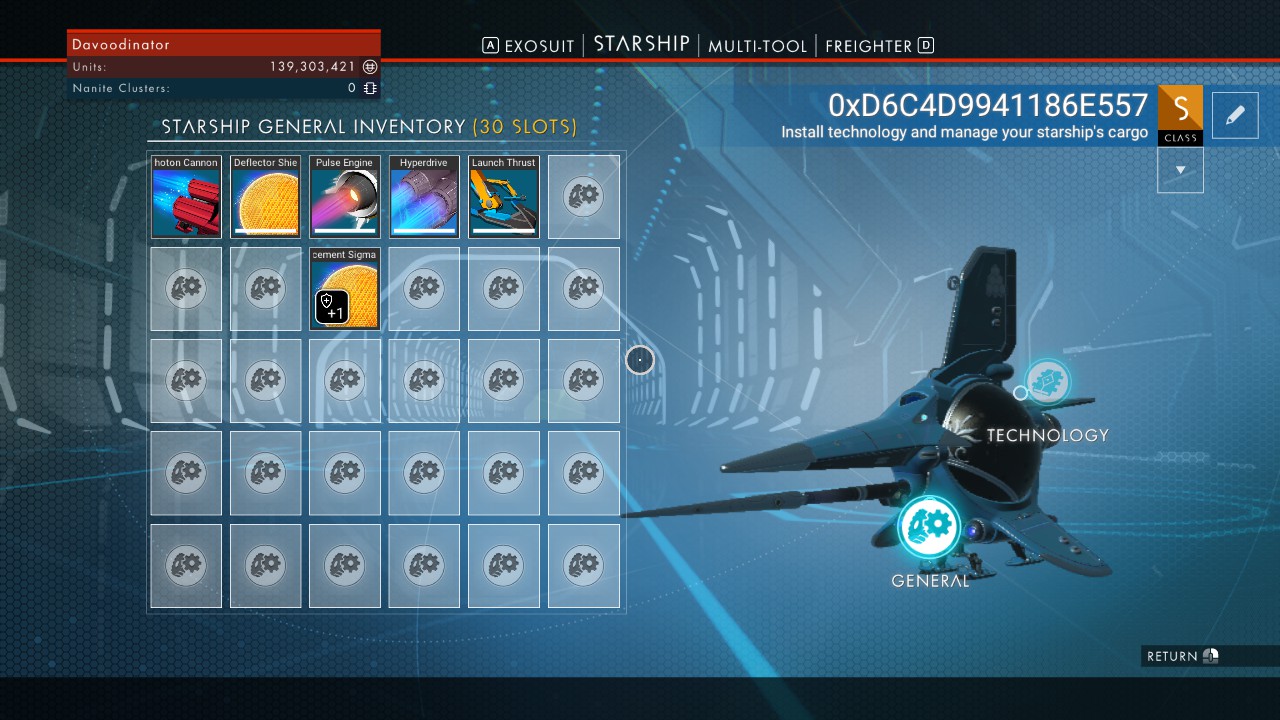 Davoodinator
Units: 139,303,421
Nanite Clusters: 0
A EXOSUIT STARSHIP MULTI-TOOL FREIGHTER D
0xD6C4D9941186E557
Install technology and manage your starship's cargo
S
CLASS
STARSHIP GENERAL INVENTORY (30 SLOTS)
hoton Cannon Deflector Shie Pulse Engine Hyperdrive Launch Thrust
cement Sigma
+1
TECHNOLOGY
GENERAL
RETURN